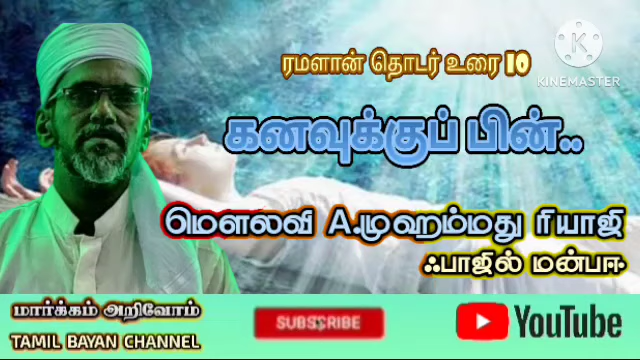 ரமளான் தொடர் உரை 10
KINEMASTER
கனவுக்குப் பின்..
மௌலவி A.முஹம்மது ரியாஜி
ஃபாஜில் மன்பஈ
மார்க்கம் அறிவோம்
TAMIL BAYAN CHANNEL
SUBSCRIBE
YouTube